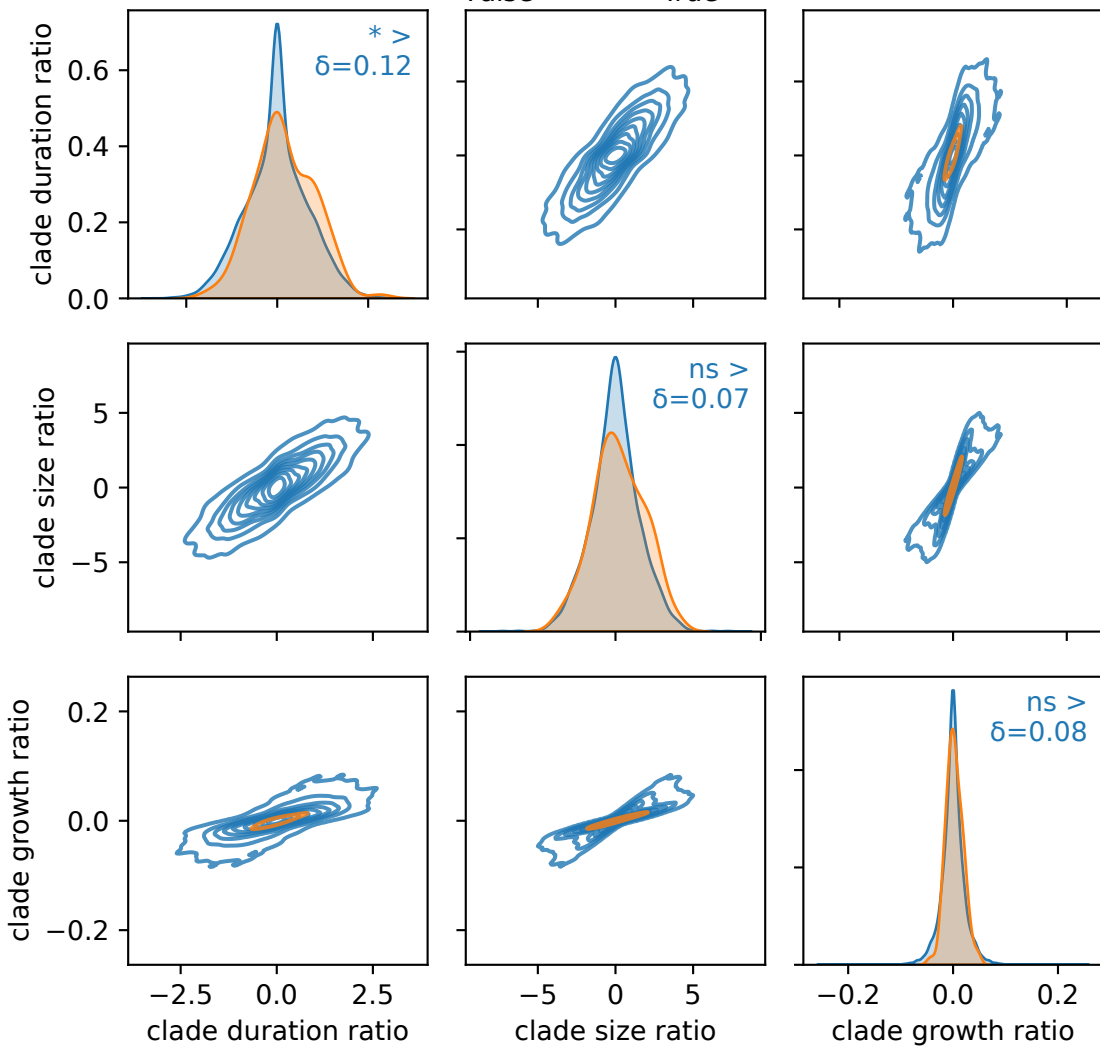 * >
δ=0.12
clade duration ratio
0.6
0.4
0.2
0.0
ns >
δ=0.07
clade size ratio
5
0
−5
ns >
δ=0.08
clade growth ratio
0.2
0.0
−0.2
−2.5 0.0 2.5 −5 0 5 −0.2 0.0 0.2
clade duration ratio clade size ratio clade growth ratio